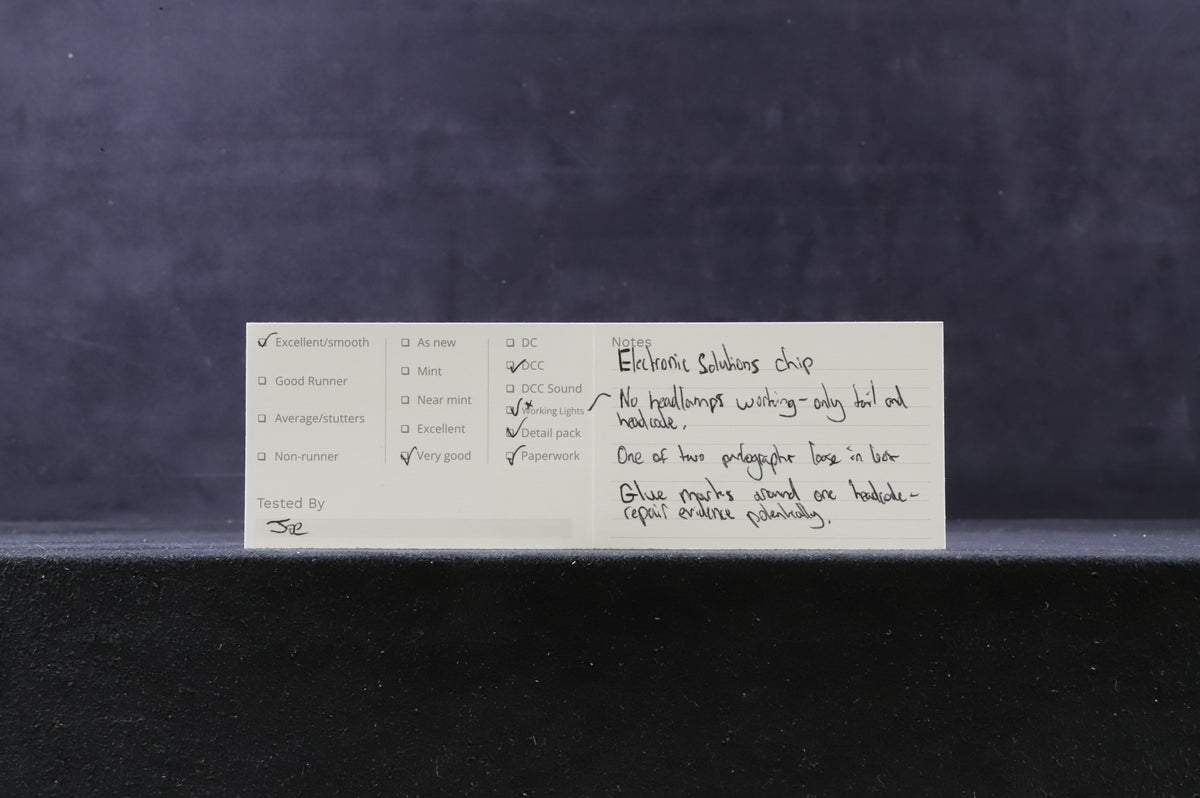 Excellent/smooth
Good Runner
Average/stutters
Non-runner
As new
Mint
Near mint
Excellent
Very good
DC
DCC
DCC Sound
Working Lights
Detail pack
Paperwork
Tested By
Joe
Notes
Electronic Solutions chip
No headlamps working - only tail and
headcode.
One of two loose in box
Glue marks around one headcode -
repair evidence potentially.